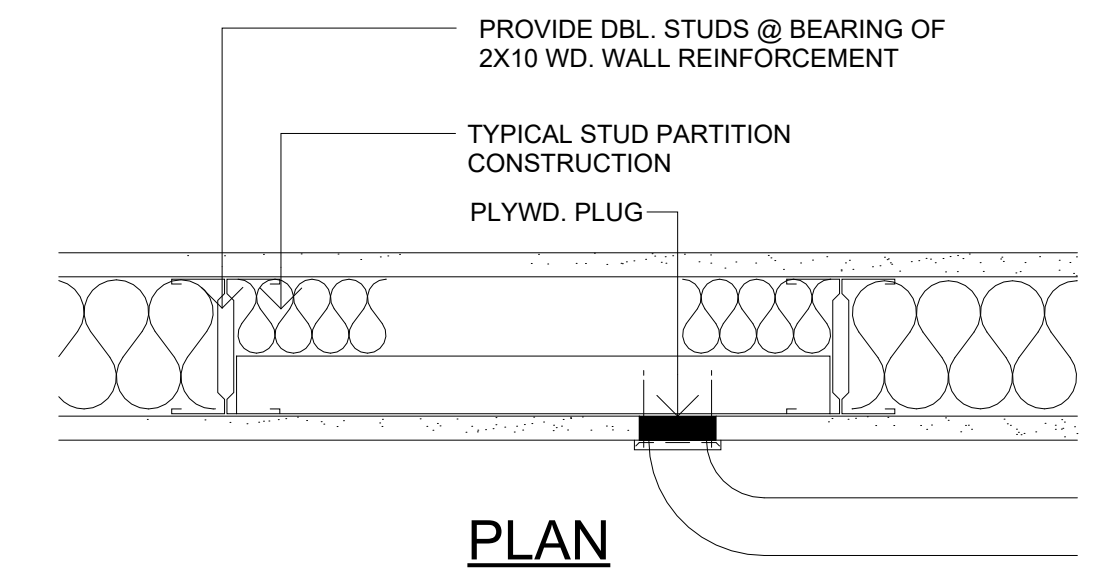 PROVIDE DBL. STUDS @ BEARING OF
2X10 WD. WALL REINFORCEMENT
TYPICAL STUD PARTITION
CONSTRUCTION
PLYWD. PLUG
PLAN